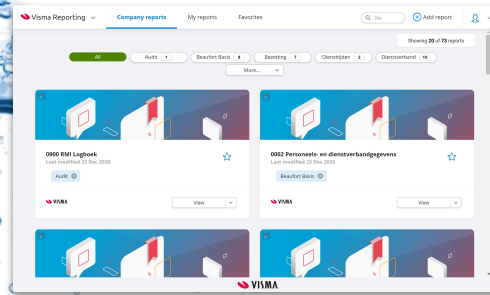 Visma Reporting
Company reports
My reports
Favorites
Add report
Showing 20 of 73 reports
All
Audit 1
Beaufort Basis 8
Bezetting 7
Diensttijden 2
Dienstverband 10
More...
0900 RMI Logboek
Last modified 23 Dec 2020
Audit
VISMA
View
0002 Personeels- en dienstverbandgegevens
Last modified 23 Dec 2020
Beaufort Basis
VISMA
View
VISMA